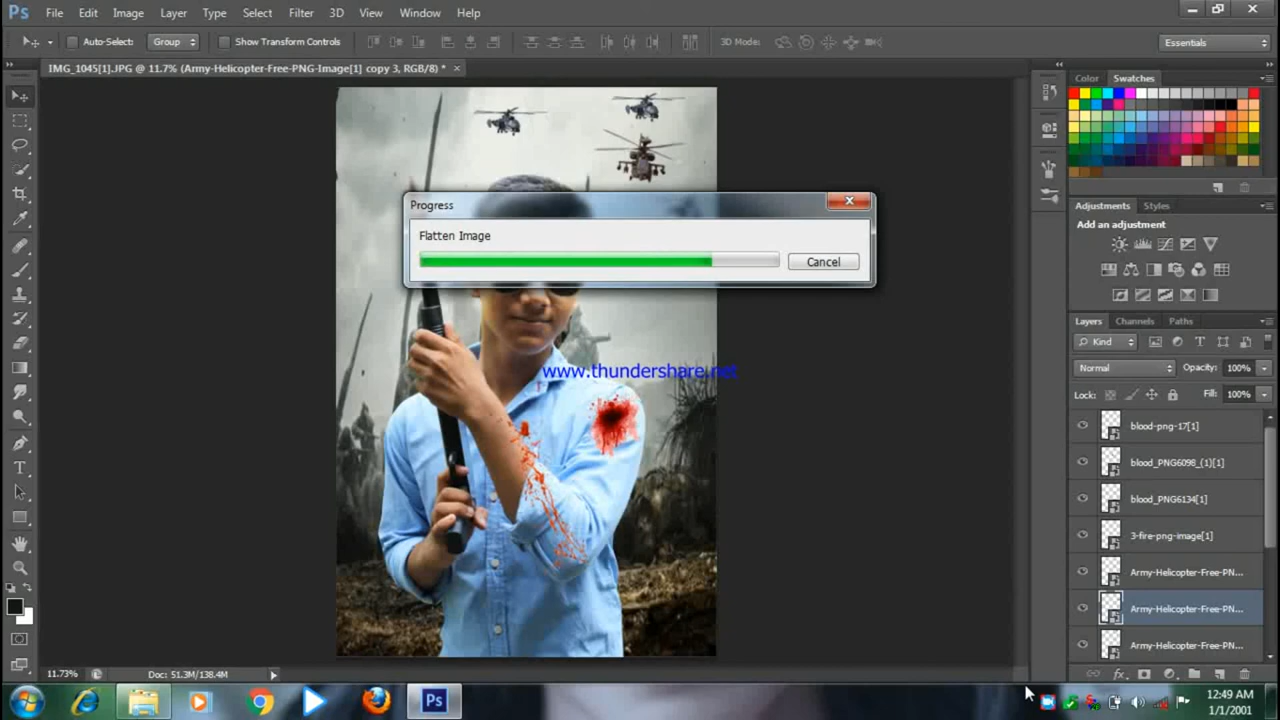 Ps File Edit Image Layer Type Select Filter 3D View Window Help
Auto-Select: Group Show Transform Controls 3D Mode: Essentials
IMG_1045[1].JPG @ 11.7% (Army-Helicopter-Free-PNG-Image[1] copy 3, RGB/8) * ×
Color Swatches
Progress
Flatten Image
Cancel
Adjustments Styles
Add an adjustment
Layers Channels Paths
Kind
Normal Opacity: 100%
Lock: Fill: 100%
www.thundershare.net
blood-png-17[1]
blood_PNG6098_(1)[1]
blood_PNG6134[1]
3-fire-png-image[1]
Army-Helicopter-Free-PN...
Army-Helicopter-Free-PN...
Army-Helicopter-Free-PN...
11.73% Doc: 51.3M/138.4M
Ps
12:49 AM
1/1/2001